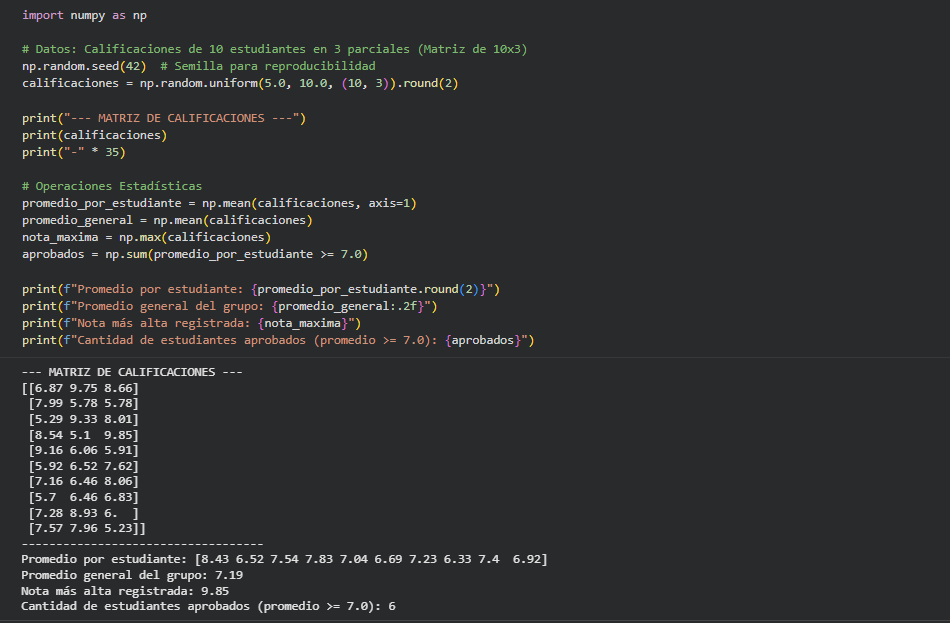 import numpy as np
# Datos: Calificaciones de 10 estudiantes en 3 parciales (Matriz de 10x3)
np.random.seed(42)  # Semilla para reproducibilidad
calificaciones = np.random.uniform(5.0, 10.0, (10, 3)).round(2)
print("--- MATRIZ DE CALIFICACIONES ---")
print(calificaciones)
print("-" * 35)
# Operaciones Estadísticas
promedio_por_estudiante = np.mean(calificaciones, axis=1)
promedio_general = np.mean(calificaciones)
nota_maxima = np.max(calificaciones)
aprobados = np.sum(promedio_por_estudiante >= 7.0)
print(f"Promedio por estudiante: {promedio_por_estudiante.round(2)}")
print(f"Promedio general del grupo: {promedio_general:.2f}")
print(f"Nota más alta registrada: {nota_maxima}")
print(f"Cantidad de estudiantes aprobados (promedio >= 7.0): {aprobados}")
--- MATRIZ DE CALIFICACIONES ---
[[6.87 9.75 8.66]
 [7.99 5.78 5.78]
 [5.29 9.33 8.01]
 [8.54 5.1  9.85]
 [9.16 6.06 5.91]
 [5.92 6.52 7.62]
 [7.16 6.46 8.06]
 [5.7  6.46 6.83]
 [7.28 8.93 6.  ]
 [7.57 7.96 5.23]]
-----------------------------------
Promedio por estudiante: [8.43 6.52 7.54 7.83 7.04 6.69 7.23 6.33 7.4  6.92]
Promedio general del grupo: 7.19
Nota más alta registrada: 9.85
Cantidad de estudiantes aprobados (promedio >= 7.0): 6